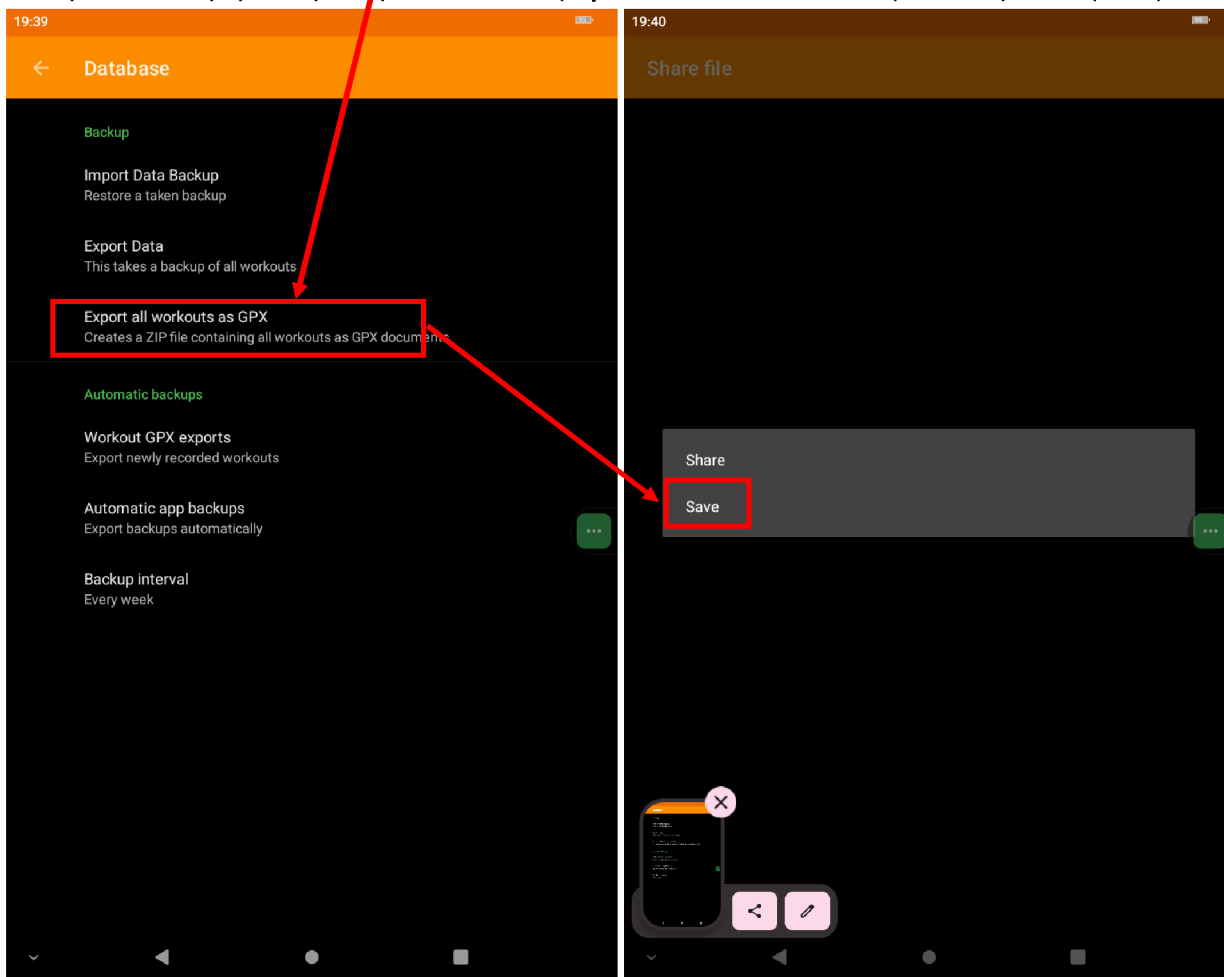 19:39
Database
Backup
Import Data Backup
Restore a taken backup
Export Data
This takes a backup of all workouts
Export all workouts as GPX
Creates a ZIP file containing all workouts as GPX documents
Automatic backups
Workout GPX exports
Export newly recorded workouts
Automatic app backups
Export backups automatically
Backup interval
Every week
19:40
Share file
Share
Save